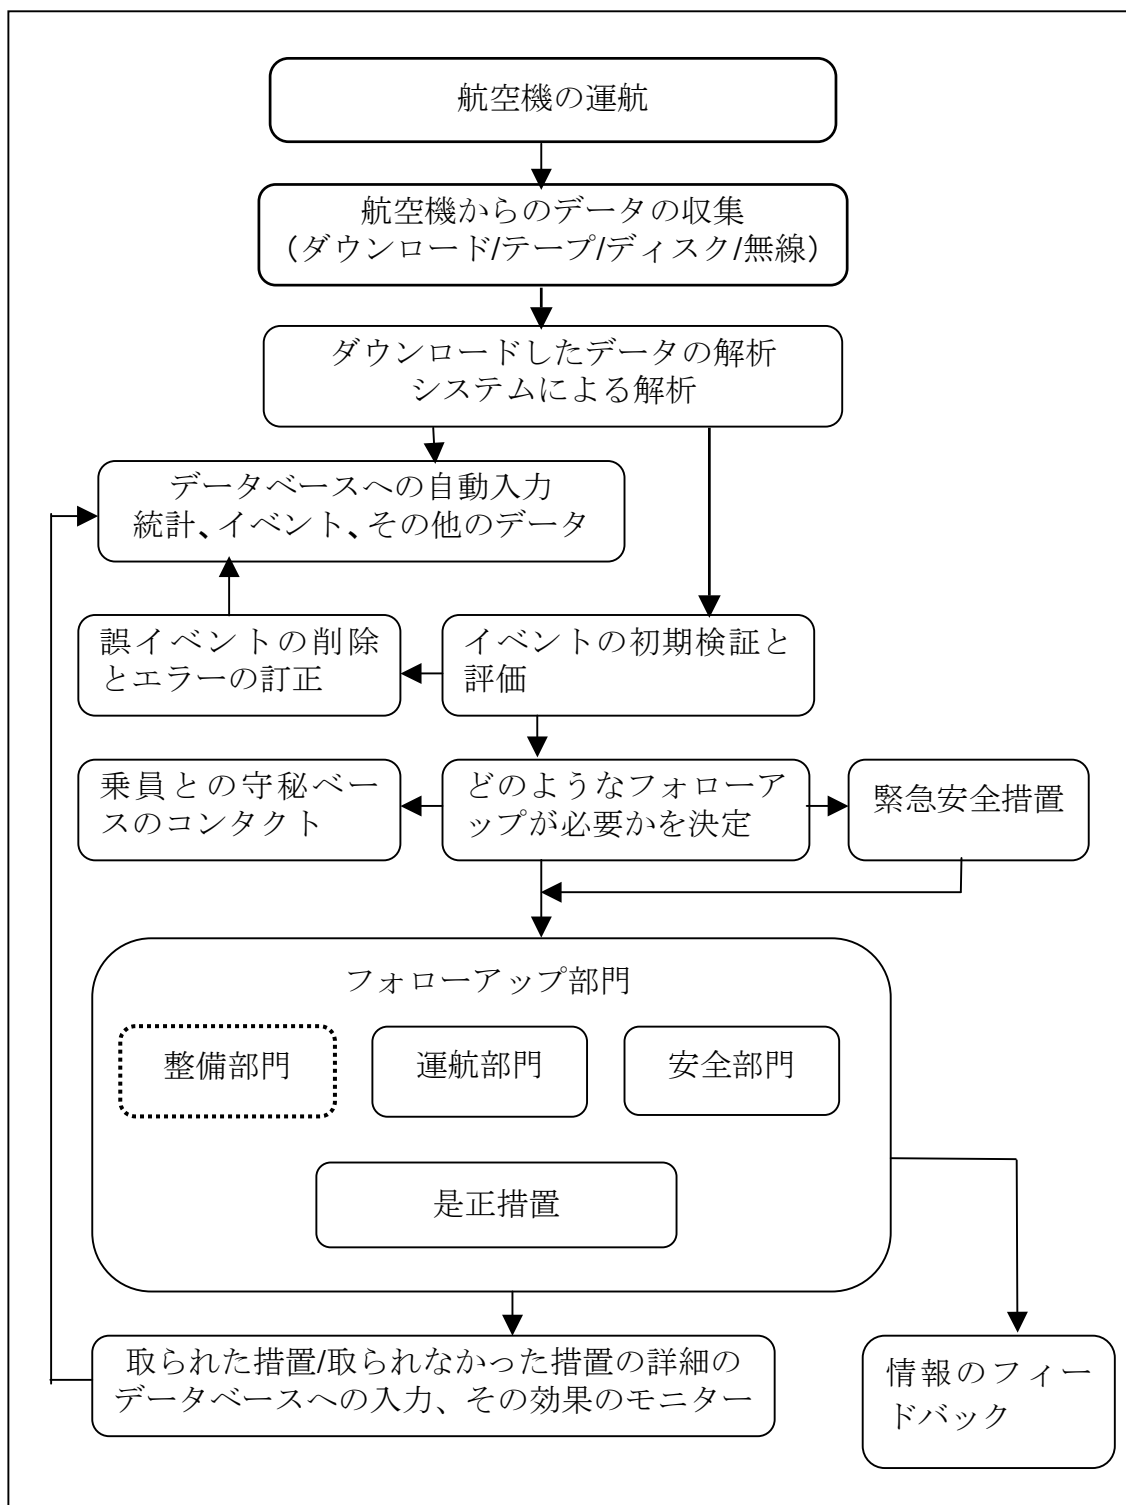 航空機の運航
航空機からのデータの収集
（ダウンロード/テープ/ディスク/無線）
ダウンロードしたデータの解析
システムによる解析
データベースへの自動入力
統計、イベント、その他のデータ
誤イベントの削除
とエラーの訂正
イベントの初期検証と
評価
乗員との守秘ベー
スのコンタクト
どのようなフォローア
ップが必要かを決定
緊急安全措置
フォローアップ部門
整備部門
運航部門
安全部門
是正措置
取られた措置/取られなかった措置の詳細の
データベースへの入力、その効果のモニター
情報のフィー
ドバック